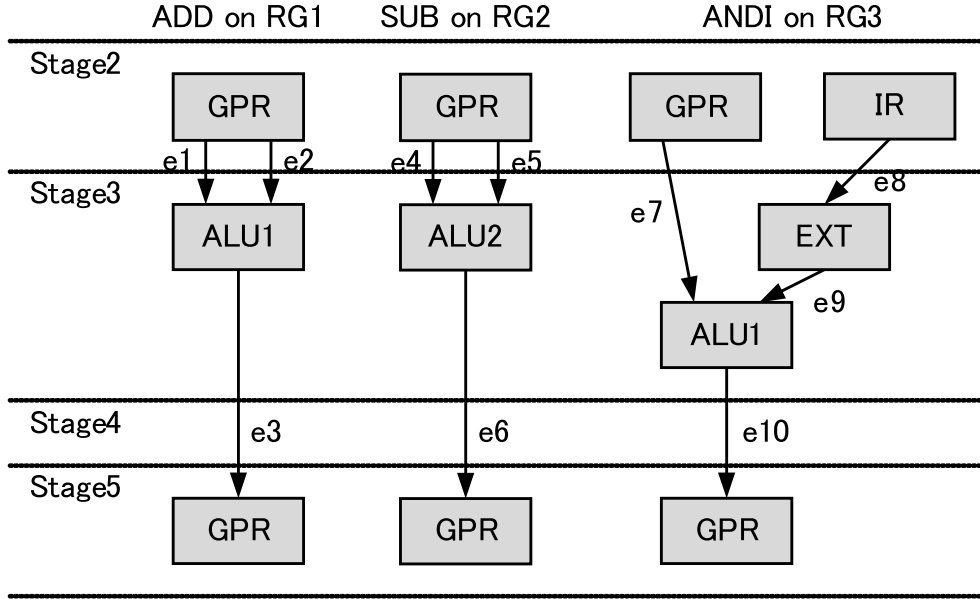 ADD on RG1 SUB on RG2 ANDI on RG3
Stage2
GPR GPR GPR IR
e1 e2 e4 e5 e8
Stage3
e7
ALU1 ALU2 EXT
e9
ALU1
Stage4
e3 e6 e10
Stage5
GPR GPR GPR